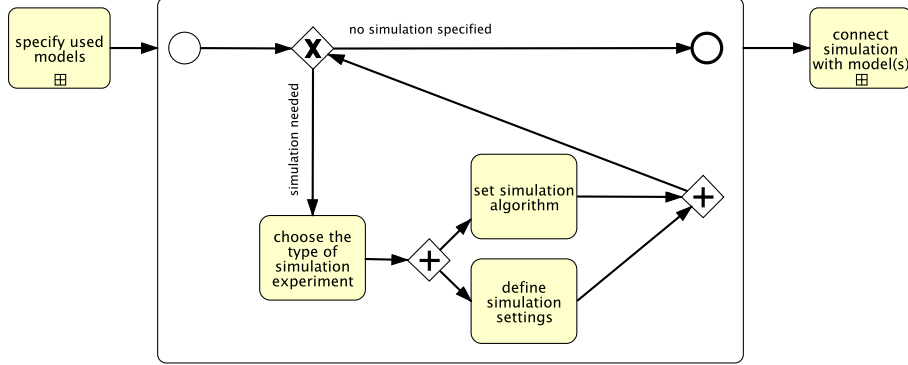 specify used
models
no simulation specified
connect
simulation
with model(s)
simulation needed
set simulation
algorithm
choose the
type of
simulation
experiment
define
simulation
settings